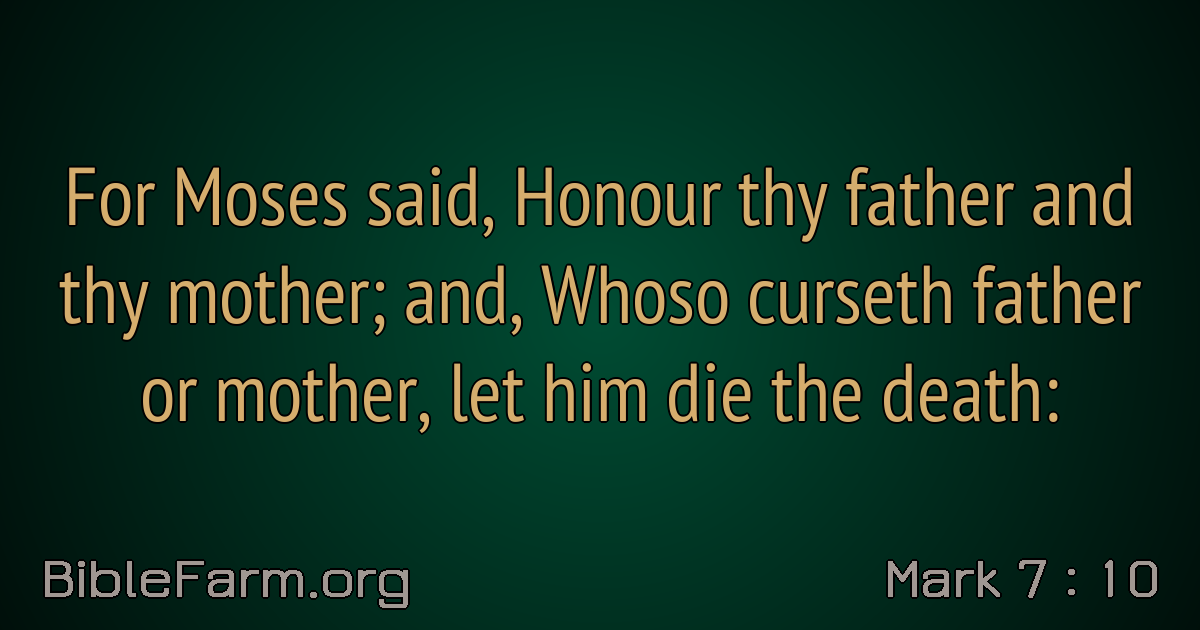 For Moses said, Honour thy father and
thy mother; and, Whoso curseth father
or mother, let him die the death:
BibleFarm.org
Mark 7 : 10